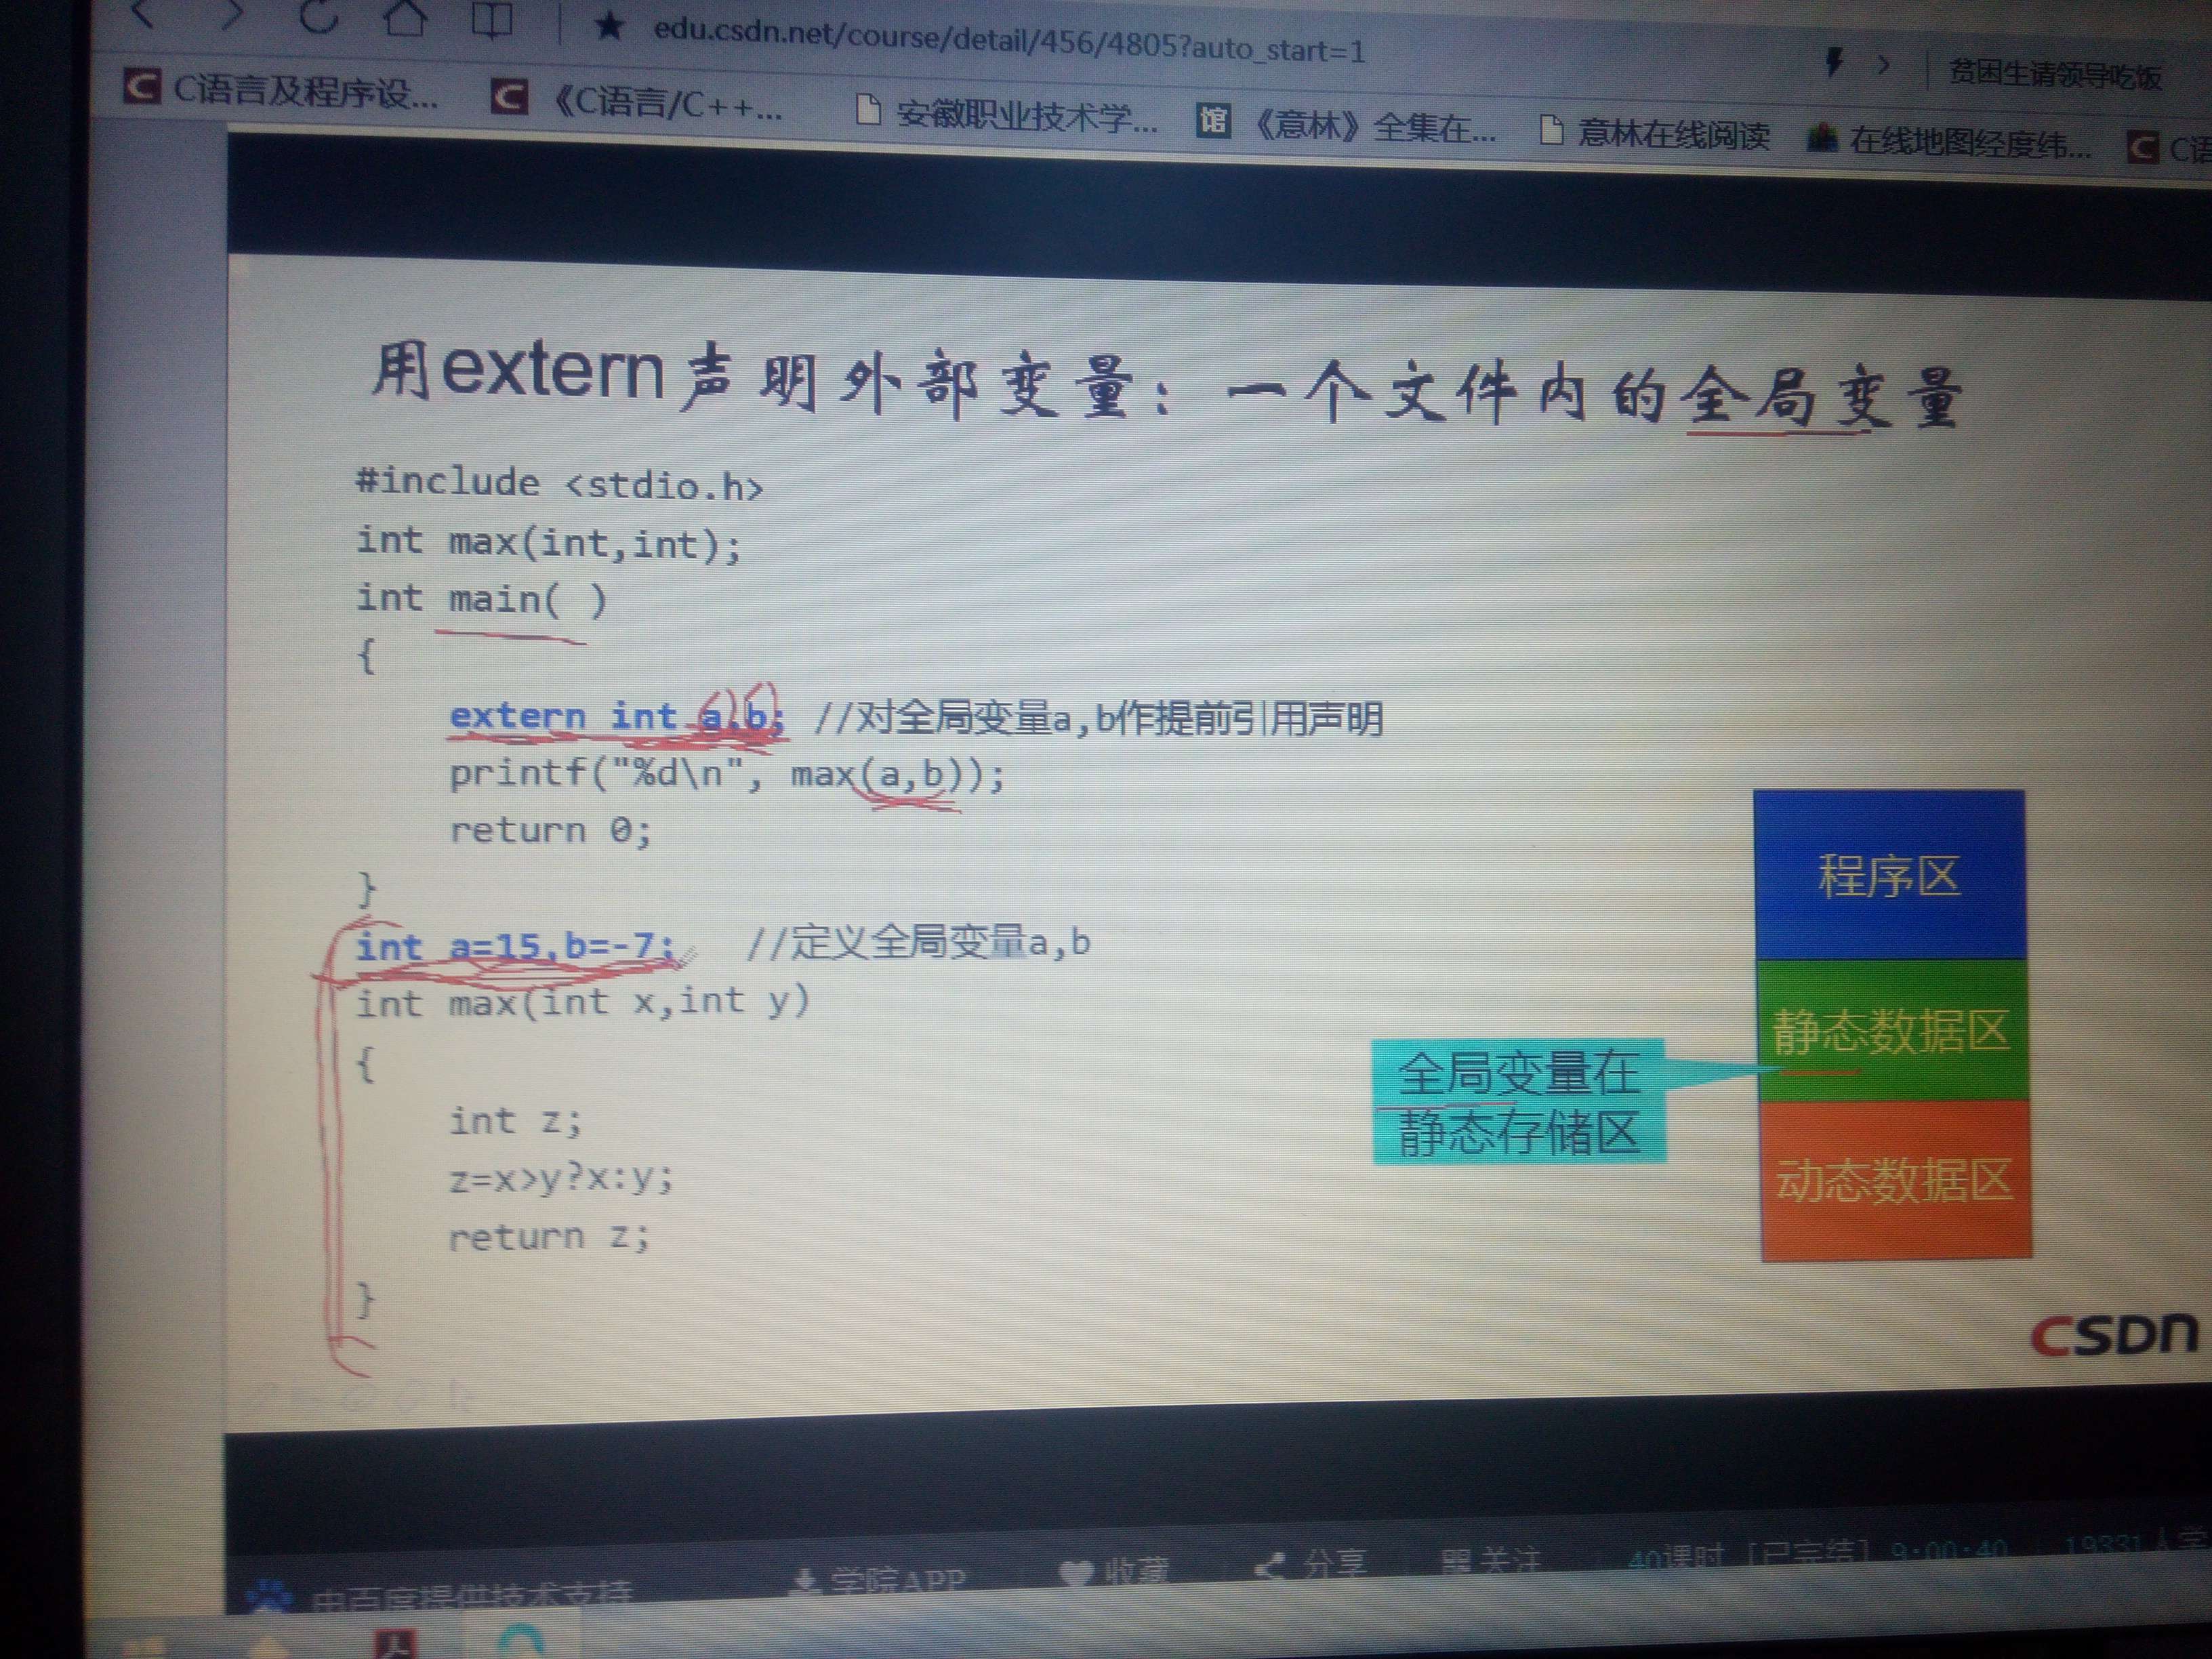 edu.csdn.net/course/detail/456/4805?auto_start=1
贫困生请领导吃饭
C语言及程序设...
《C语言/C++...
安徽职业技术学...
馆
《意林》全集在...
意林在线阅读
在线地图经度纬...
C语
用extern声明外部变量：一个文件内的全局变量
#include <stdio.h>
int max(int,int);
int main( )
{
extern int a,b; //对全局变量a,b作提前引用声明
printf("%d\n", max(a,b));
return 0;
}
int a=15,b=-7; //定义全局变量a,b
int max(int x,int y)
{
int z;
z=x>y?x:y;
return z;
}
程序区
静态数据区
动态数据区
全局变量在
静态存储区
CSDN
由百度提供技术支持
学院APP
收藏
分享
关注
40课时 [已完结] 9:00:40
19331人学